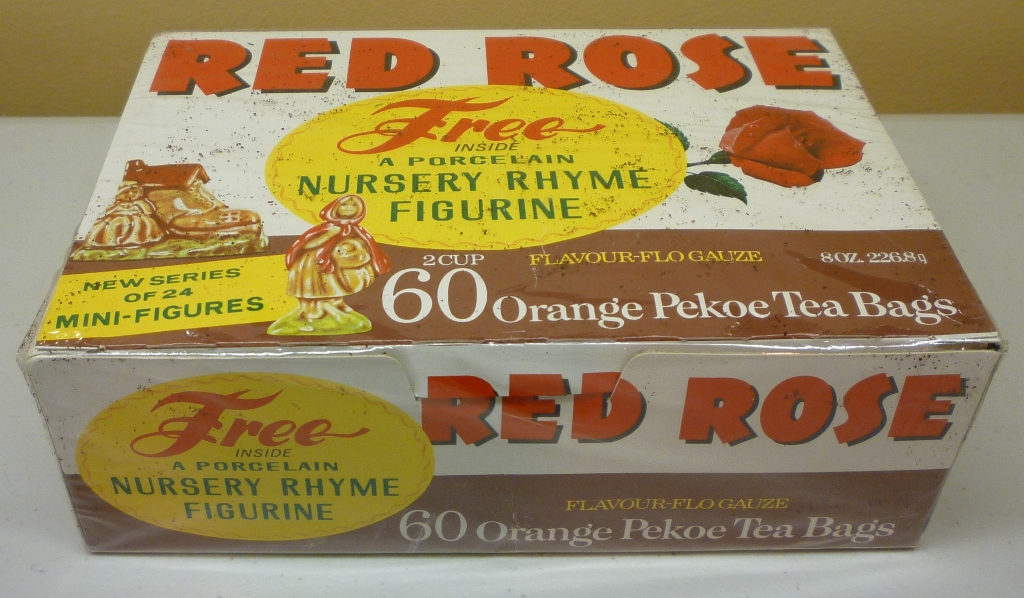 RED ROSE
Free
INSIDE
A PORCELAIN
NURSERY RHYME
FIGURINE
NEW SERIES
OF 24
MINI-FIGURES
2 CUP
60 Orange Pekoe Tea Bags
FLAVOUR-FLO GAUZE
8 OZ. 226.8 g
RED ROSE
Free
INSIDE
A PORCELAIN
NURSERY RHYME
FIGURINE
FLAVOUR-FLO GAUZE
60 Orange Pekoe Tea Bags